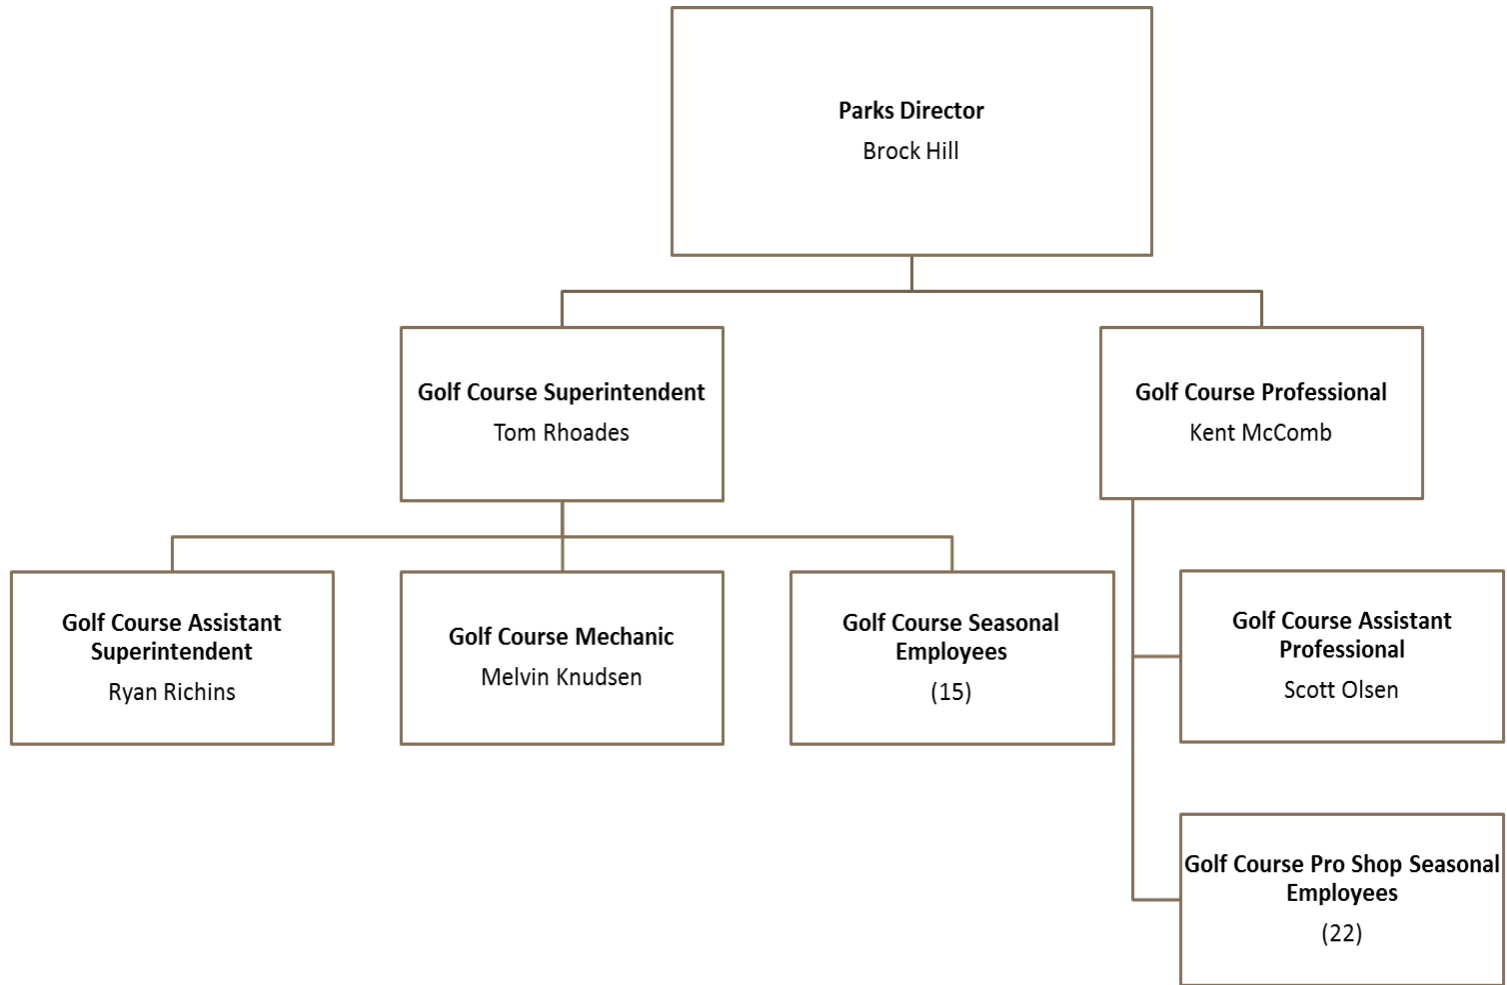 Parks Director
Brock Hill
Golf Course Superintendent
Tom Rhoades
Golf Course Professional
Kent McComb
Golf Course Assistant
Superintendent
Ryan Richins
Golf Course Mechanic
Melvin Knudsen
Golf Course Seasonal
Employees
(15)
Golf Course Assistant
Professional
Scott Olsen
Golf Course Pro Shop Seasonal
Employees
(22)